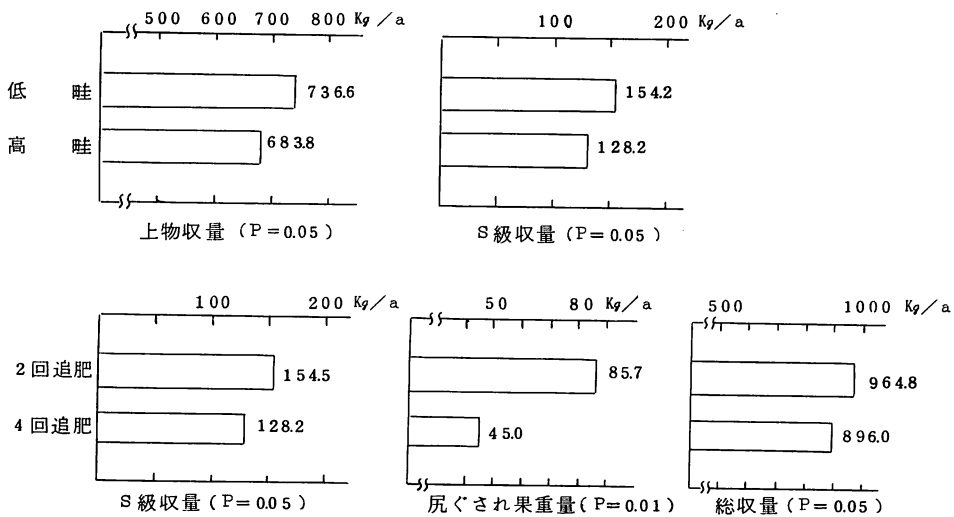 500 600 700 800 Kg/a
100 200 Kg/a
低畦 736.6
高畦 683.8
154.2
128.2
上物収量（P=0.05）
S級収量（P=0.05）
100 200 Kg/a
50 80 Kg/a
500 1000 Kg/a
2回追肥 154.5
4回追肥 128.2
85.7
45.0
964.8
896.0
S級収量（P=0.05）
尻ぐされ果重量（P=0.01）
総収量（P=0.05）